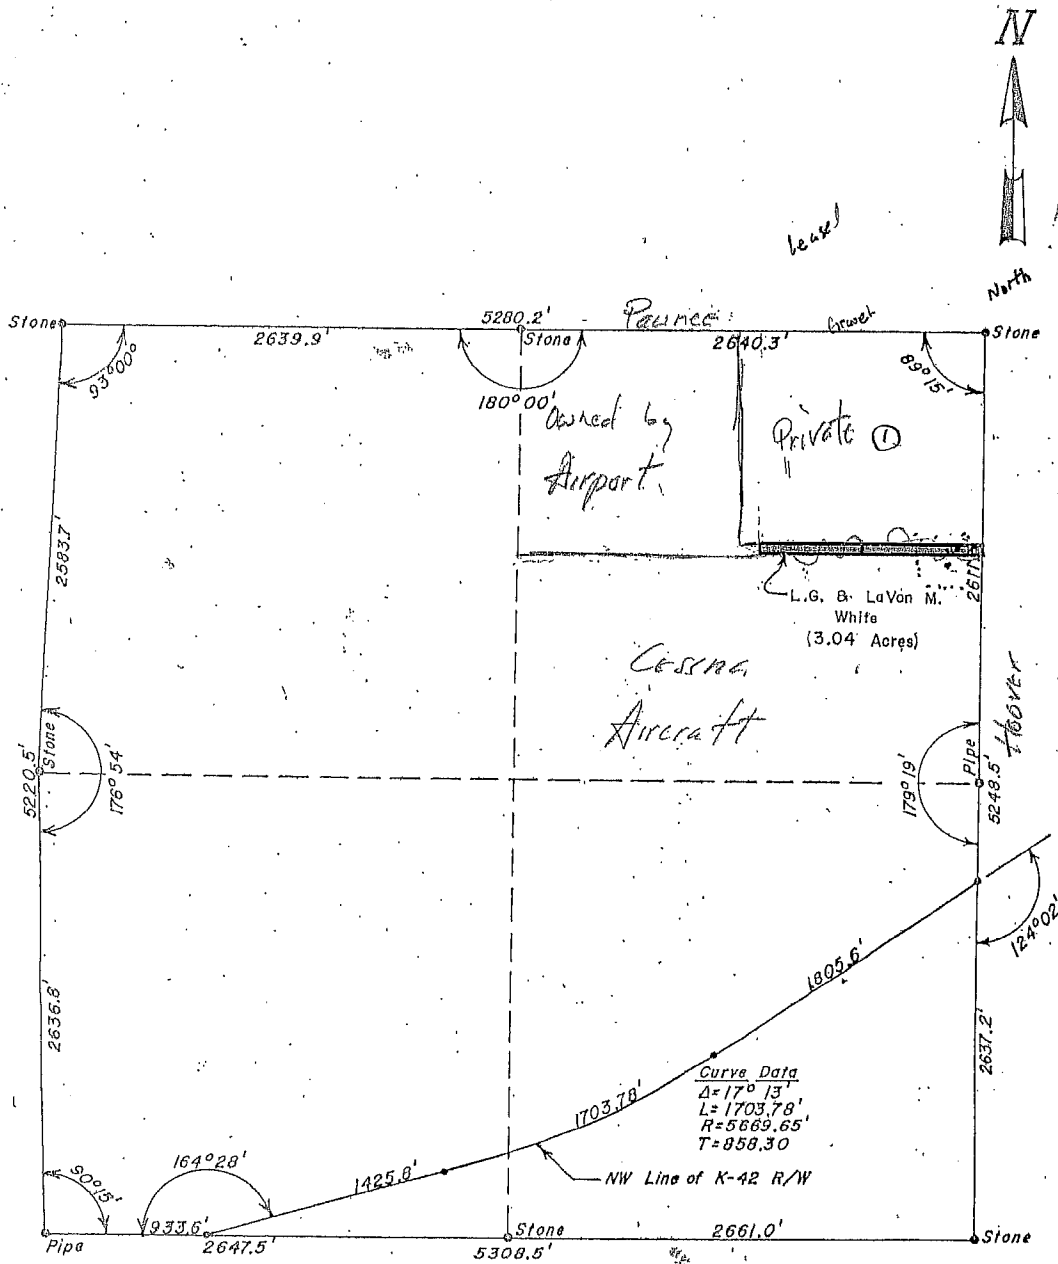 N
Leased
North
Stone
5280.2'
Pawnee
Gravel
Stone
2639.9'
Stone
2640.3'
93°00'
180°00'
89°15'
Owned by
Airport
Private ①
"
2583.7'
L.G. & LaVon M.
White
(3.04 Acres)
2611
Cessna
Aircraft
Hoover
Stone
5220.5'
176°54'
179°19'
Pipe
5248.5'
124°02'
1805.6'
2636.8'
2637.2'
Curve Data
Δ=17° 13'
L=1703.78'
R=5669.65'
T=858.30
1703.78'
NW Line of K-42 R/W
1425.8'
164°28'
90°15'
933.6'
Pipe
2647.5'
Stone
5308.5'
2661.0'
Stone